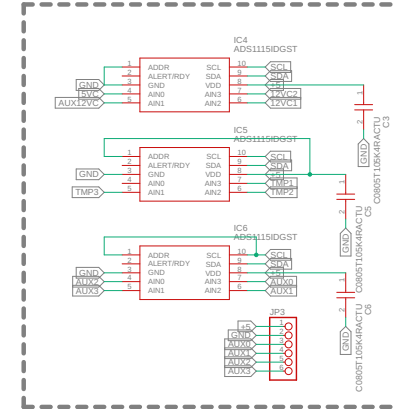 IC4
ADS1115IDGST
1 ADDR SCL 10 SCL
2 ALERT/RDY SDA 9 SDA
GND 3 GND VDD 8 +5
5VC 4 AIN0 AIN3 7 12VC2
AUX12VC 5 AIN1 AIN2 6 12VC1
1
2
GND
C3
C0805T105K4RACTU
IC5
ADS1115IDGST
1 ADDR SCL 10 SCL
2 ALERT/RDY SDA 9 SDA
GND 3 GND VDD 8 +5
4 AIN0 AIN3 7 TMP1
TMP3 5 AIN1 AIN2 6 TMP2
1
2
GND
C5
C0805T105K4RACTU
IC6
ADS1115IDGST
1 ADDR SCL 10 SCL
2 ALERT/RDY SDA 9 SDA
GND 3 GND VDD 8 +5
AUX2 4 AIN0 AIN3 7 AUX0
AUX3 5 AIN1 AIN2 6 AUX1
1
2
GND
C6
C0805T105K4RACTU
JP3
+5 1
GND 2
AUX0 3
AUX1 4
AUX2 5
AUX3 6